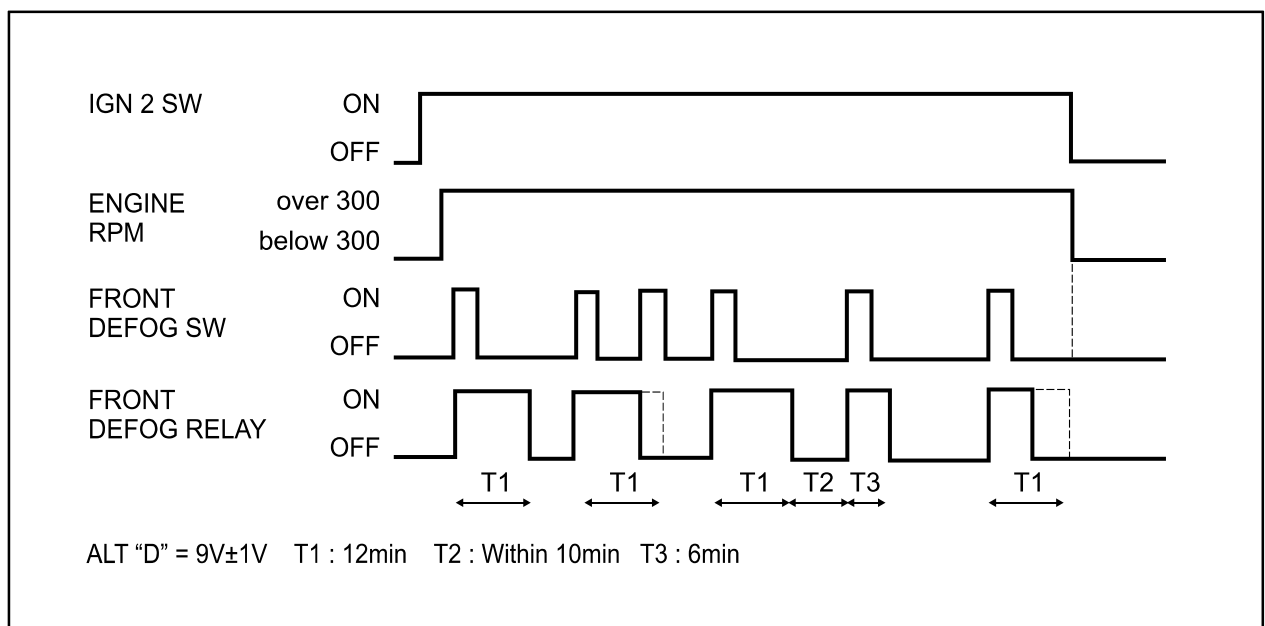 IGN 2 SW ON
OFF
ENGINE RPM over 300
below 300
FRONT DEFOG SW ON
OFF
FRONT DEFOG RELAY ON
OFF
T1 T1 T1 T2 T3 T1
ALT “D” = 9V±1V T1 : 12min T2 : Within 10min T3 : 6min